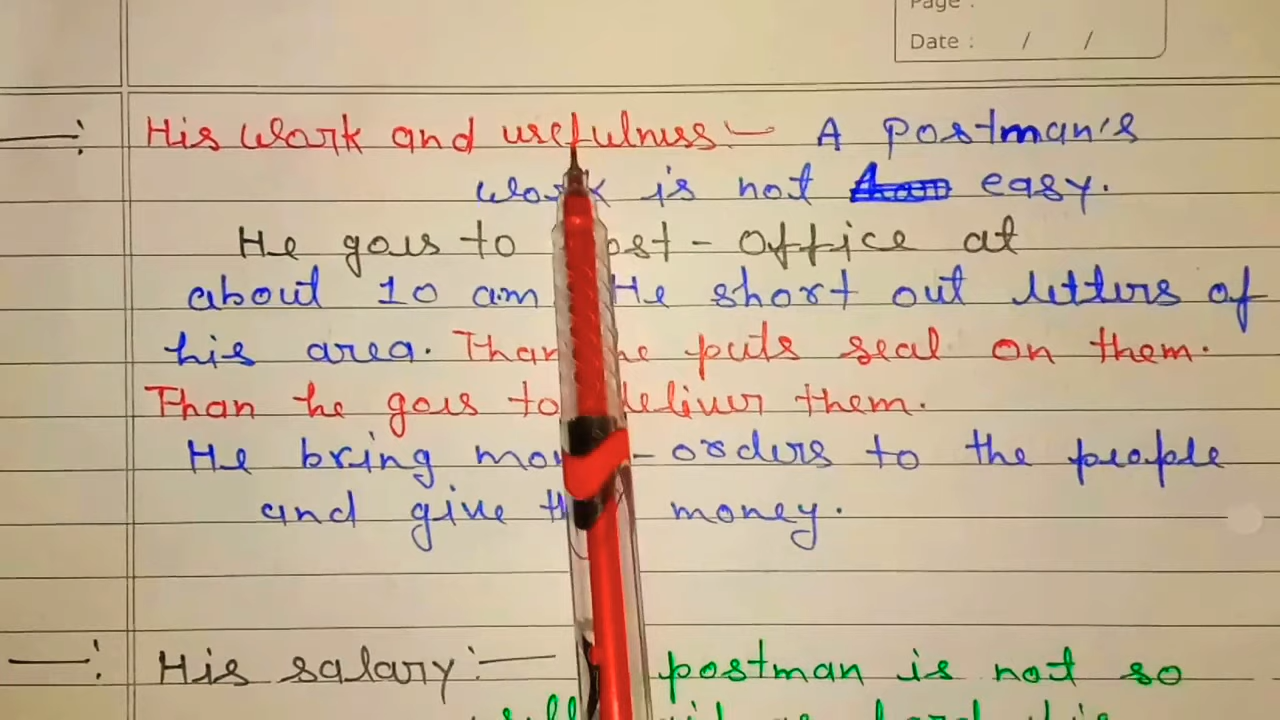 Page :
Date : / /
His work and usefulness :- A postman's
work is not easy.
He goes to post - office at
about 10 am He short out letters of
his area. Than he puts seal on them.
Than he goes to deliver them.
He bring - orders to the people
and give money.
His salary :- postman is not so